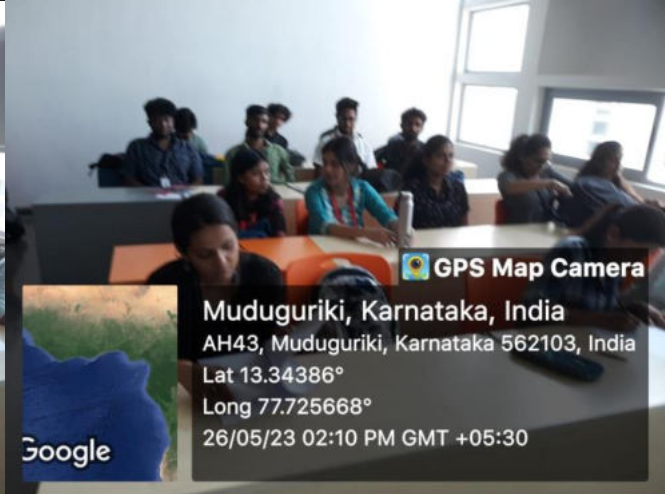 GPS Map Camera
Muduguriki, Karnataka, India
AH43, Muduguriki, Karnataka 562103, India
Lat 13.34386°
Long 77.725668°
26/05/23 02:10 PM GMT +05:30
Google